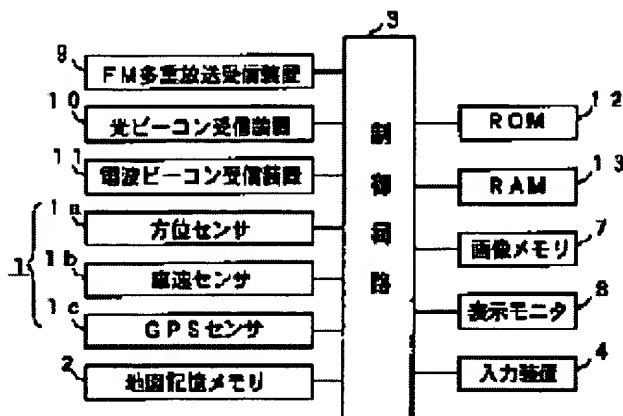 3
9
FM多重放送受信装置
10
光ビーコン受信装置
11
電波ビーコン受信装置
1a
方位センサ
1
1b
車速センサ
1c
GPSセンサ
2
地図記憶メモリ
制御回路
12
ROM
13
RAM
7
画像メモリ
8
表示モニタ
4
入力装置